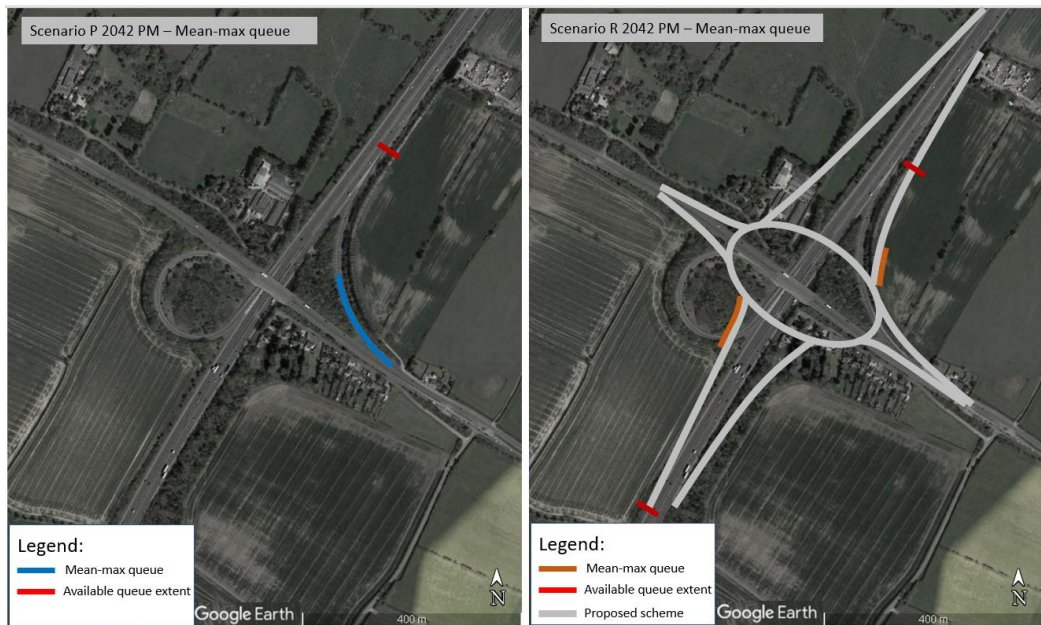 Scenario P 2042 PM – Mean-max queue
Legend:
Mean-max queue
Available queue extent
Google Earth
400 m
N
Scenario R 2042 PM – Mean-max queue
Legend:
Mean-max queue
Available queue extent
Proposed scheme
Google Earth
400 m
N